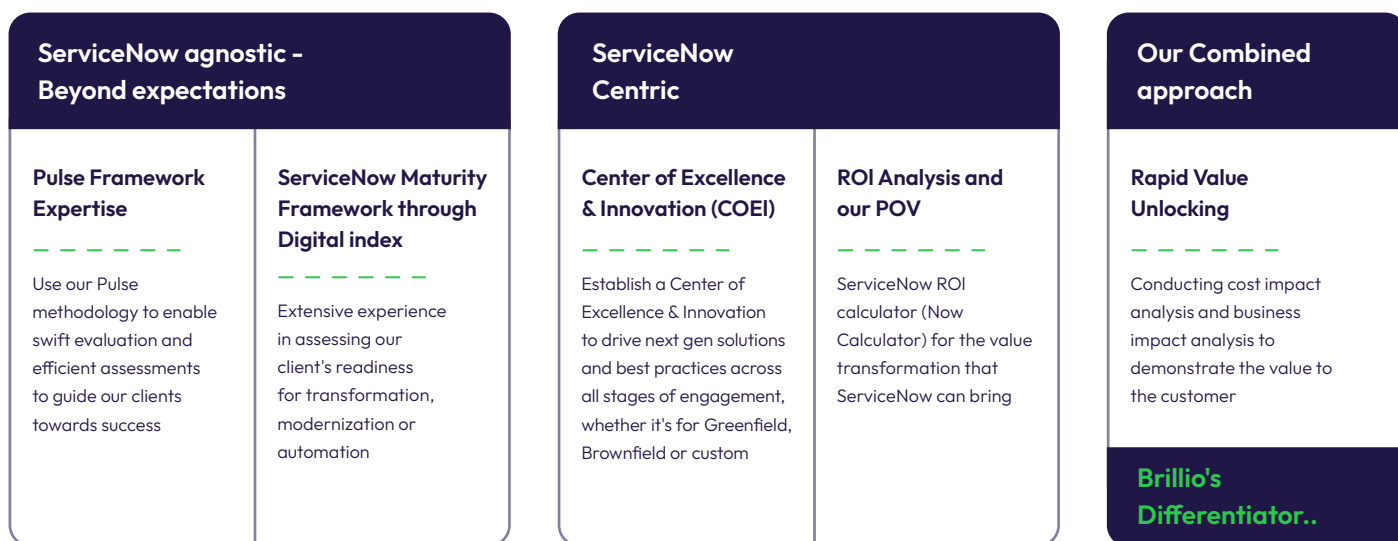 ServiceNow agnostic -
Beyond expectations
Pulse Framework
Expertise
Use our Pulse
methodology to enable
swift evaluation and
efficient assessments
to guide our clients
towards success
ServiceNow Maturity
Framework through
Digital index
Extensive experience
in assessing our
client's readiness
for transformation,
modernization or
automation
ServiceNow
Centric
Center of Excellence
& Innovation (COEI)
Establish a Center of
Excellence & Innovation
to drive next gen solutions
and best practices across
all stages of engagement,
whether it's for Greenfield,
Brownfield or custom
ROI Analysis and
our POV
ServiceNow ROI
calculator (Now
Calculator) for the value
transformation that
ServiceNow can bring
Our Combined
approach
Rapid Value
Unlocking
Conducting cost impact
analysis and business
impact analysis to
demonstrate the value to
the customer
Brillio's
Differentiator..